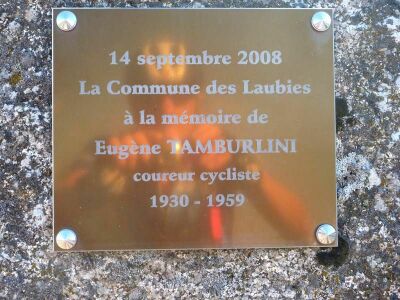 14 septembre 2008
La Commune des Laubies
à la mémoire de
Eugène TAMBURLINI
coureur cycliste
1930 - 1959